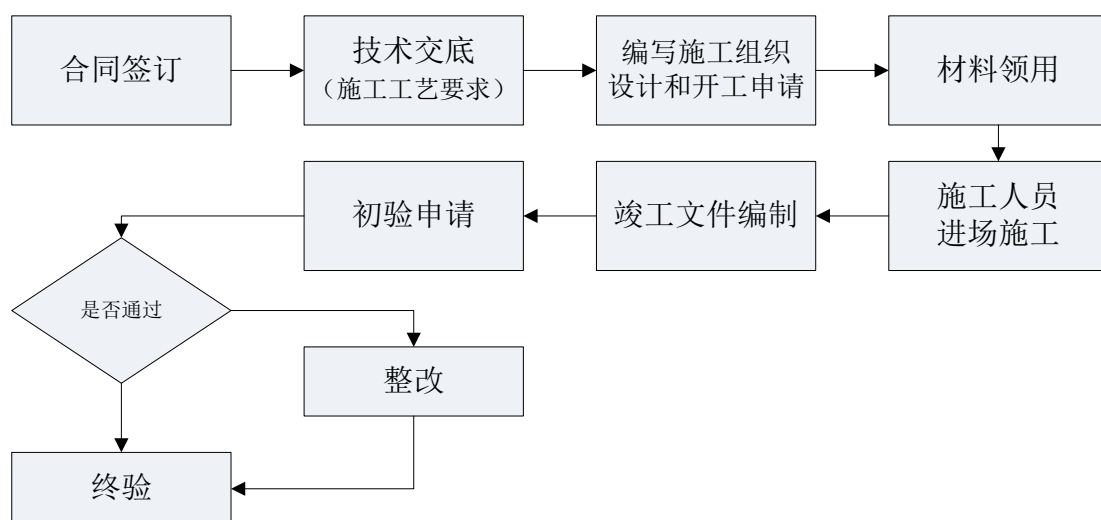 合同签订
技术交底
（施工工艺要求）
编写施工组织
设计和开工申请
材料领用
施工人员
进场施工
竣工文件编制
初验申请
是否通过
整改
终验